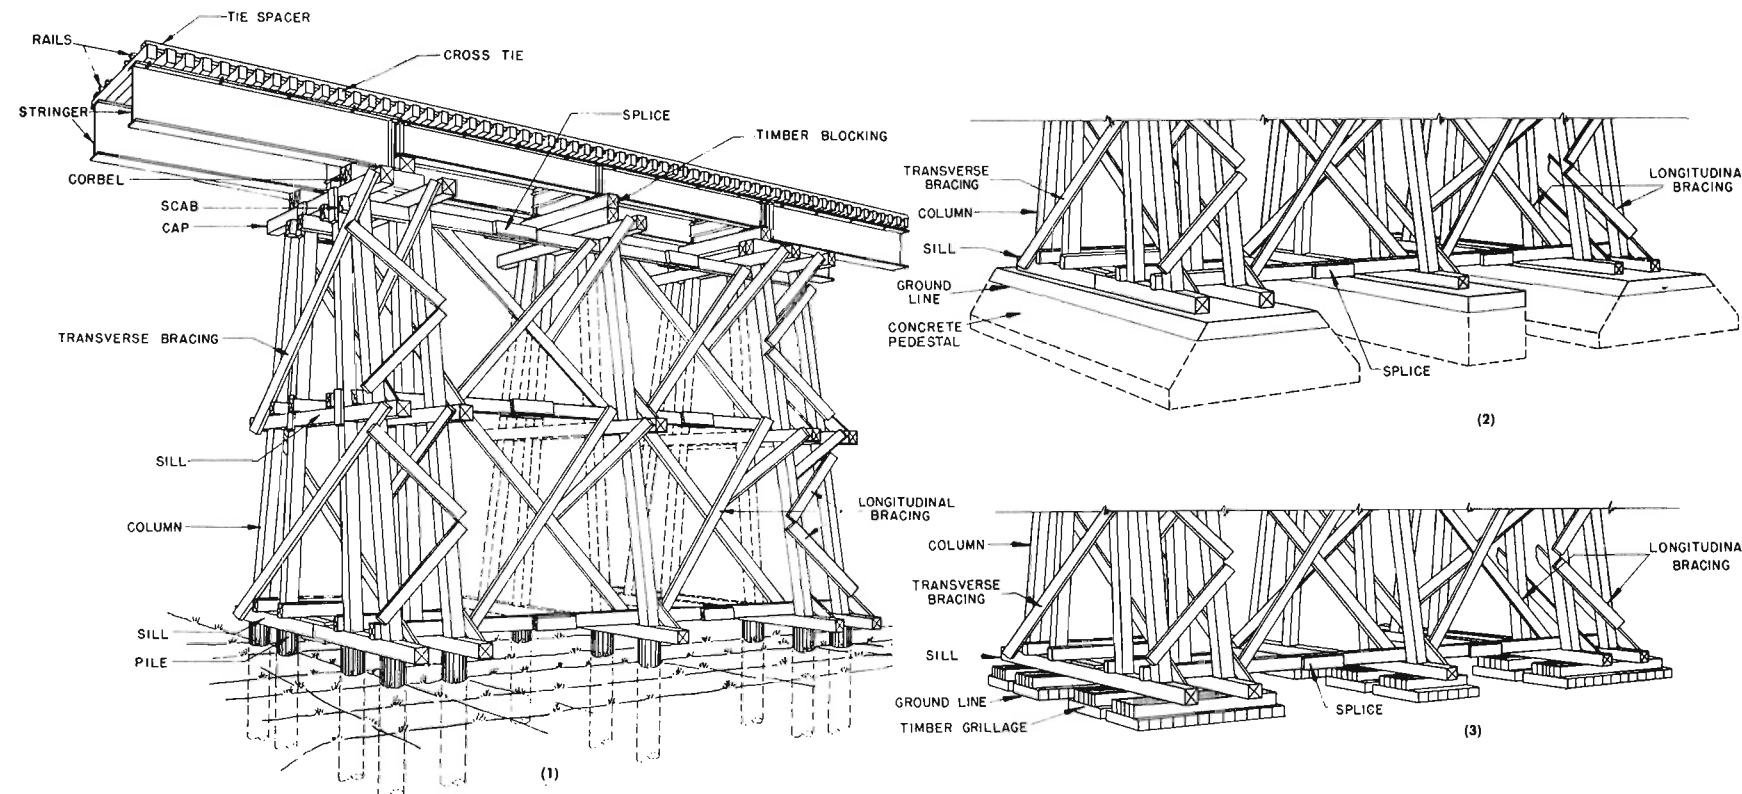 TIE SPACER
RAILS
CROSS TIE
STRINGER
SPLICE
TIMBER BLOCKING
CORBEL
SCAB
CAP
TRANSVERSE BRACING
SILL
COLUMN
LONGITUDINAL
BRACING
SILL
PILE
(1)
TRANSVERSE
BRACING
LONGITUDINA
BRACING
COLUMN
SILL
GROUND
LINE
CONCRETE
PEDESTAL
SPLICE
(2)
COLUMN
LONGITUDINA
BRACING
TRANSVERSE
BRACING
SILL
GROUND LINE
SPLICE
TIMBER GRILLAGE
(3)